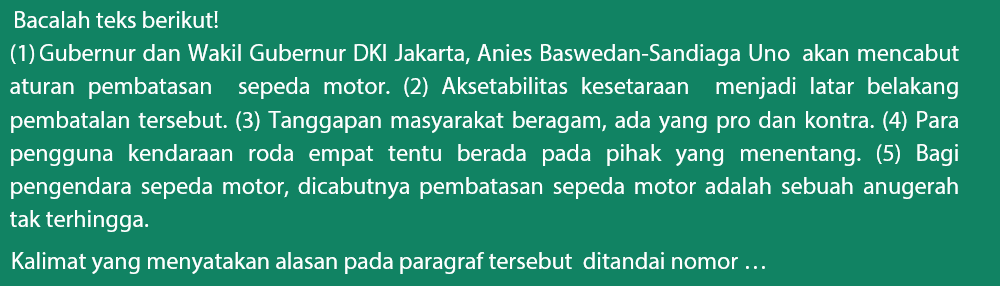 Bacalah teks berikut!
(1) Gubernur dan Wakil Gubernur DKI Jakarta, Anies Baswedan-Sandiaga Uno akan mencabut
aturan pembatasan sepeda motor. (2) Aksetabilitas kesetaraan menjadi latar belakang
pembatalan tersebut. (3) Tanggapan masyarakat beragam, ada yang pro dan kontra. (4) Para
pengguna kendaraan roda empat tentu berada pada pihak yang menentang. (5) Bagi
pengendara sepeda motor, dicabutnya pembatasan sepeda motor adalah sebuah anugerah
tak terhingga.
Kalimat yang menyatakan alasan pada paragraf tersebut ditandai nomor …